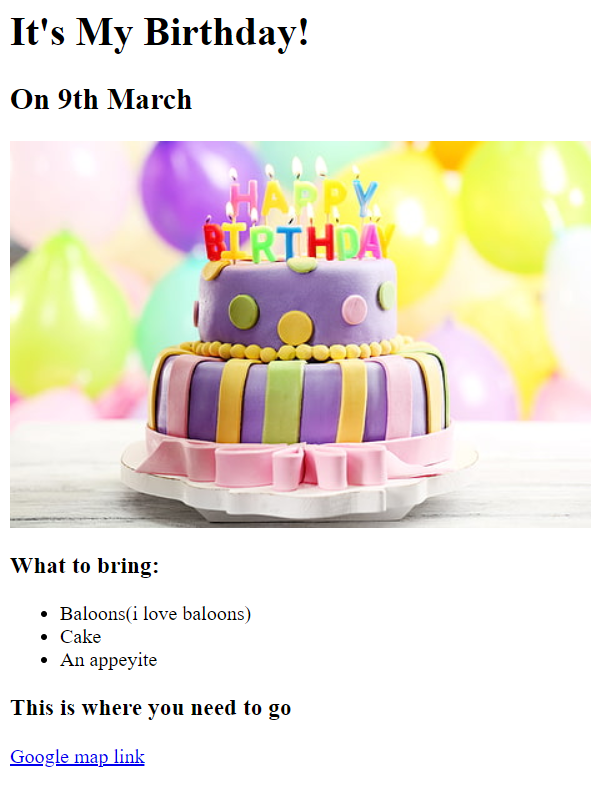 It's My Birthday!
On 9th March
HAPPY
BIRTHDAY
What to bring:
Baloons(i love baloons)
Cake
An appeyite
This is where you need to go
Google map link